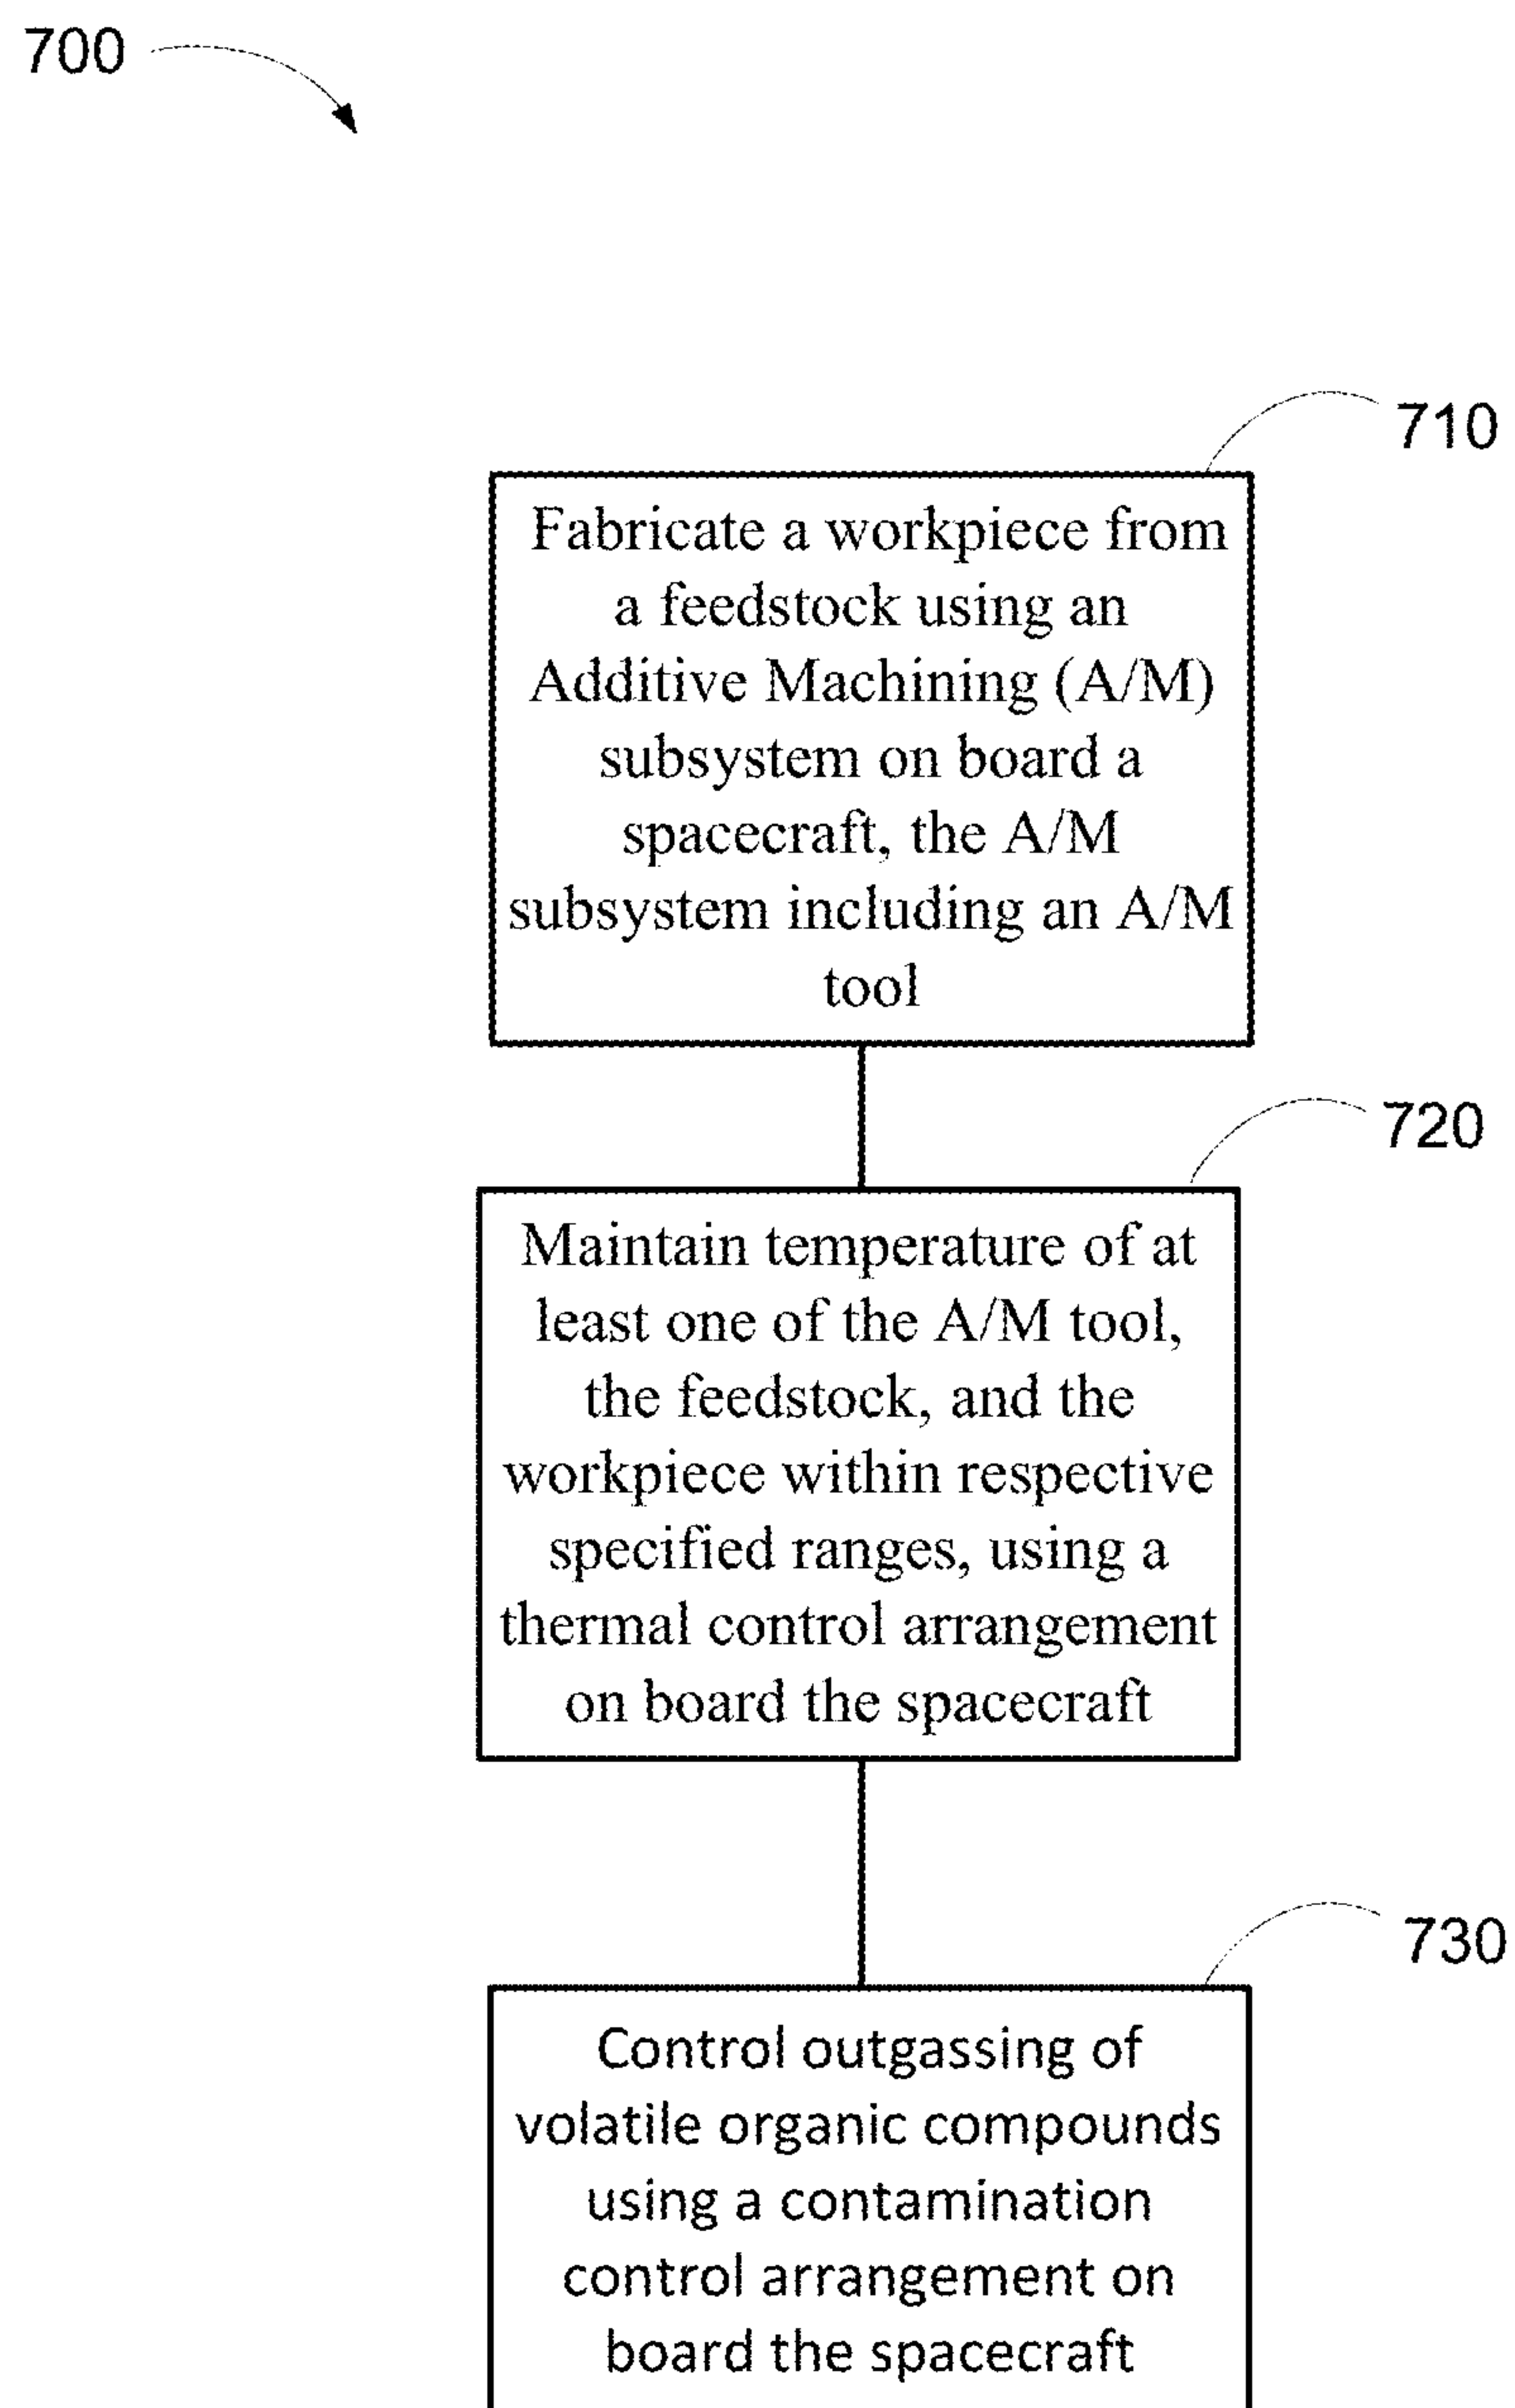 700
710
Fabricate a workpiece from
a feedstock using an
Additive Machining (A/M)
subsystem on board a
spacecraft, the A/M
subsystem including an A/M
tool
720
Maintain temperature of at
least one of the A/M tool,
the feedstock, and the
workpiece within respective
specified ranges, using a
thermal control arrangement
on board the spacecraft
730
Control outgassing of
volatile organic compounds
using a contamination
control arrangement on
board the spacecraft